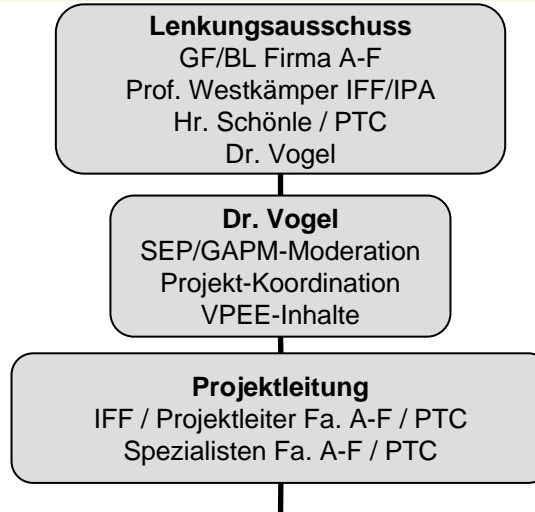 Lenkungsausschuss
GF/BL Firma A-F
Prof. Westkämper IFF/IPA
Hr. Schönle / PTC
Dr. Vogel
Dr. Vogel
SEP/GAPM-Moderation
Projekt-Koordination
VPEE-Inhalte
Projektleitung
IFF / Projektleiter Fa. A-F / PTC
Spezialisten Fa. A-F / PTC